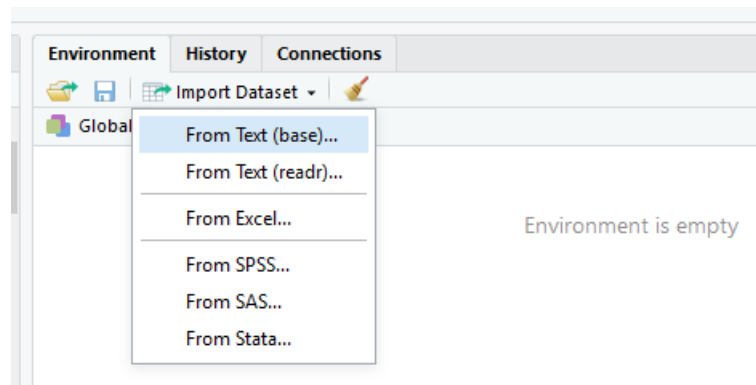 Environment History Connections
Import Dataset
Global
From Text (base)...
From Text (readr)...
From Excel...
Environment is empty
From SPSS...
From SAS...
From Stata...